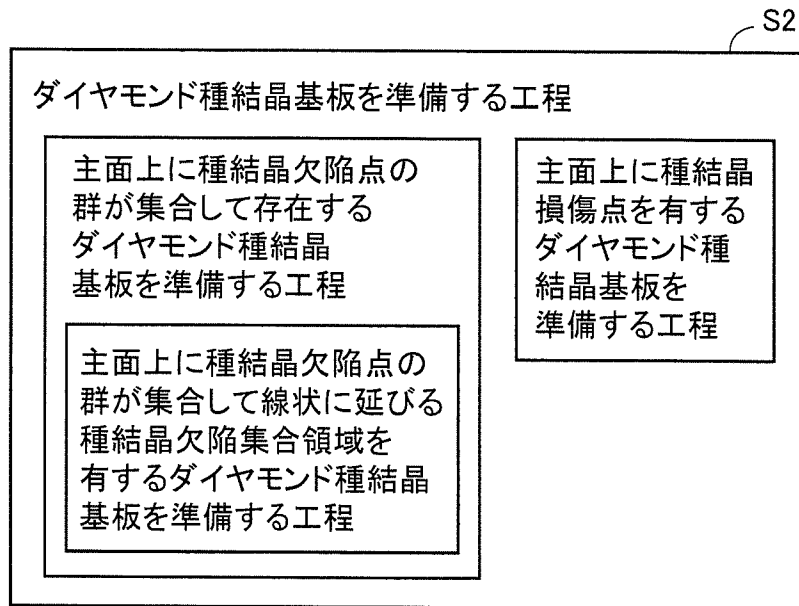 S2
ダイヤモンド種結晶基板を準備する工程
主面上に種結晶欠陥点の
群が集合して存在する
ダイヤモンド種結晶
基板を準備する工程
主面上に種結晶欠陥点の
群が集合して線状に延びる
種結晶欠陥集合領域を
有するダイヤモンド種結晶
基板を準備する工程
主面上に種結晶
損傷点を有する
ダイヤモンド種
結晶基板を
準備する工程